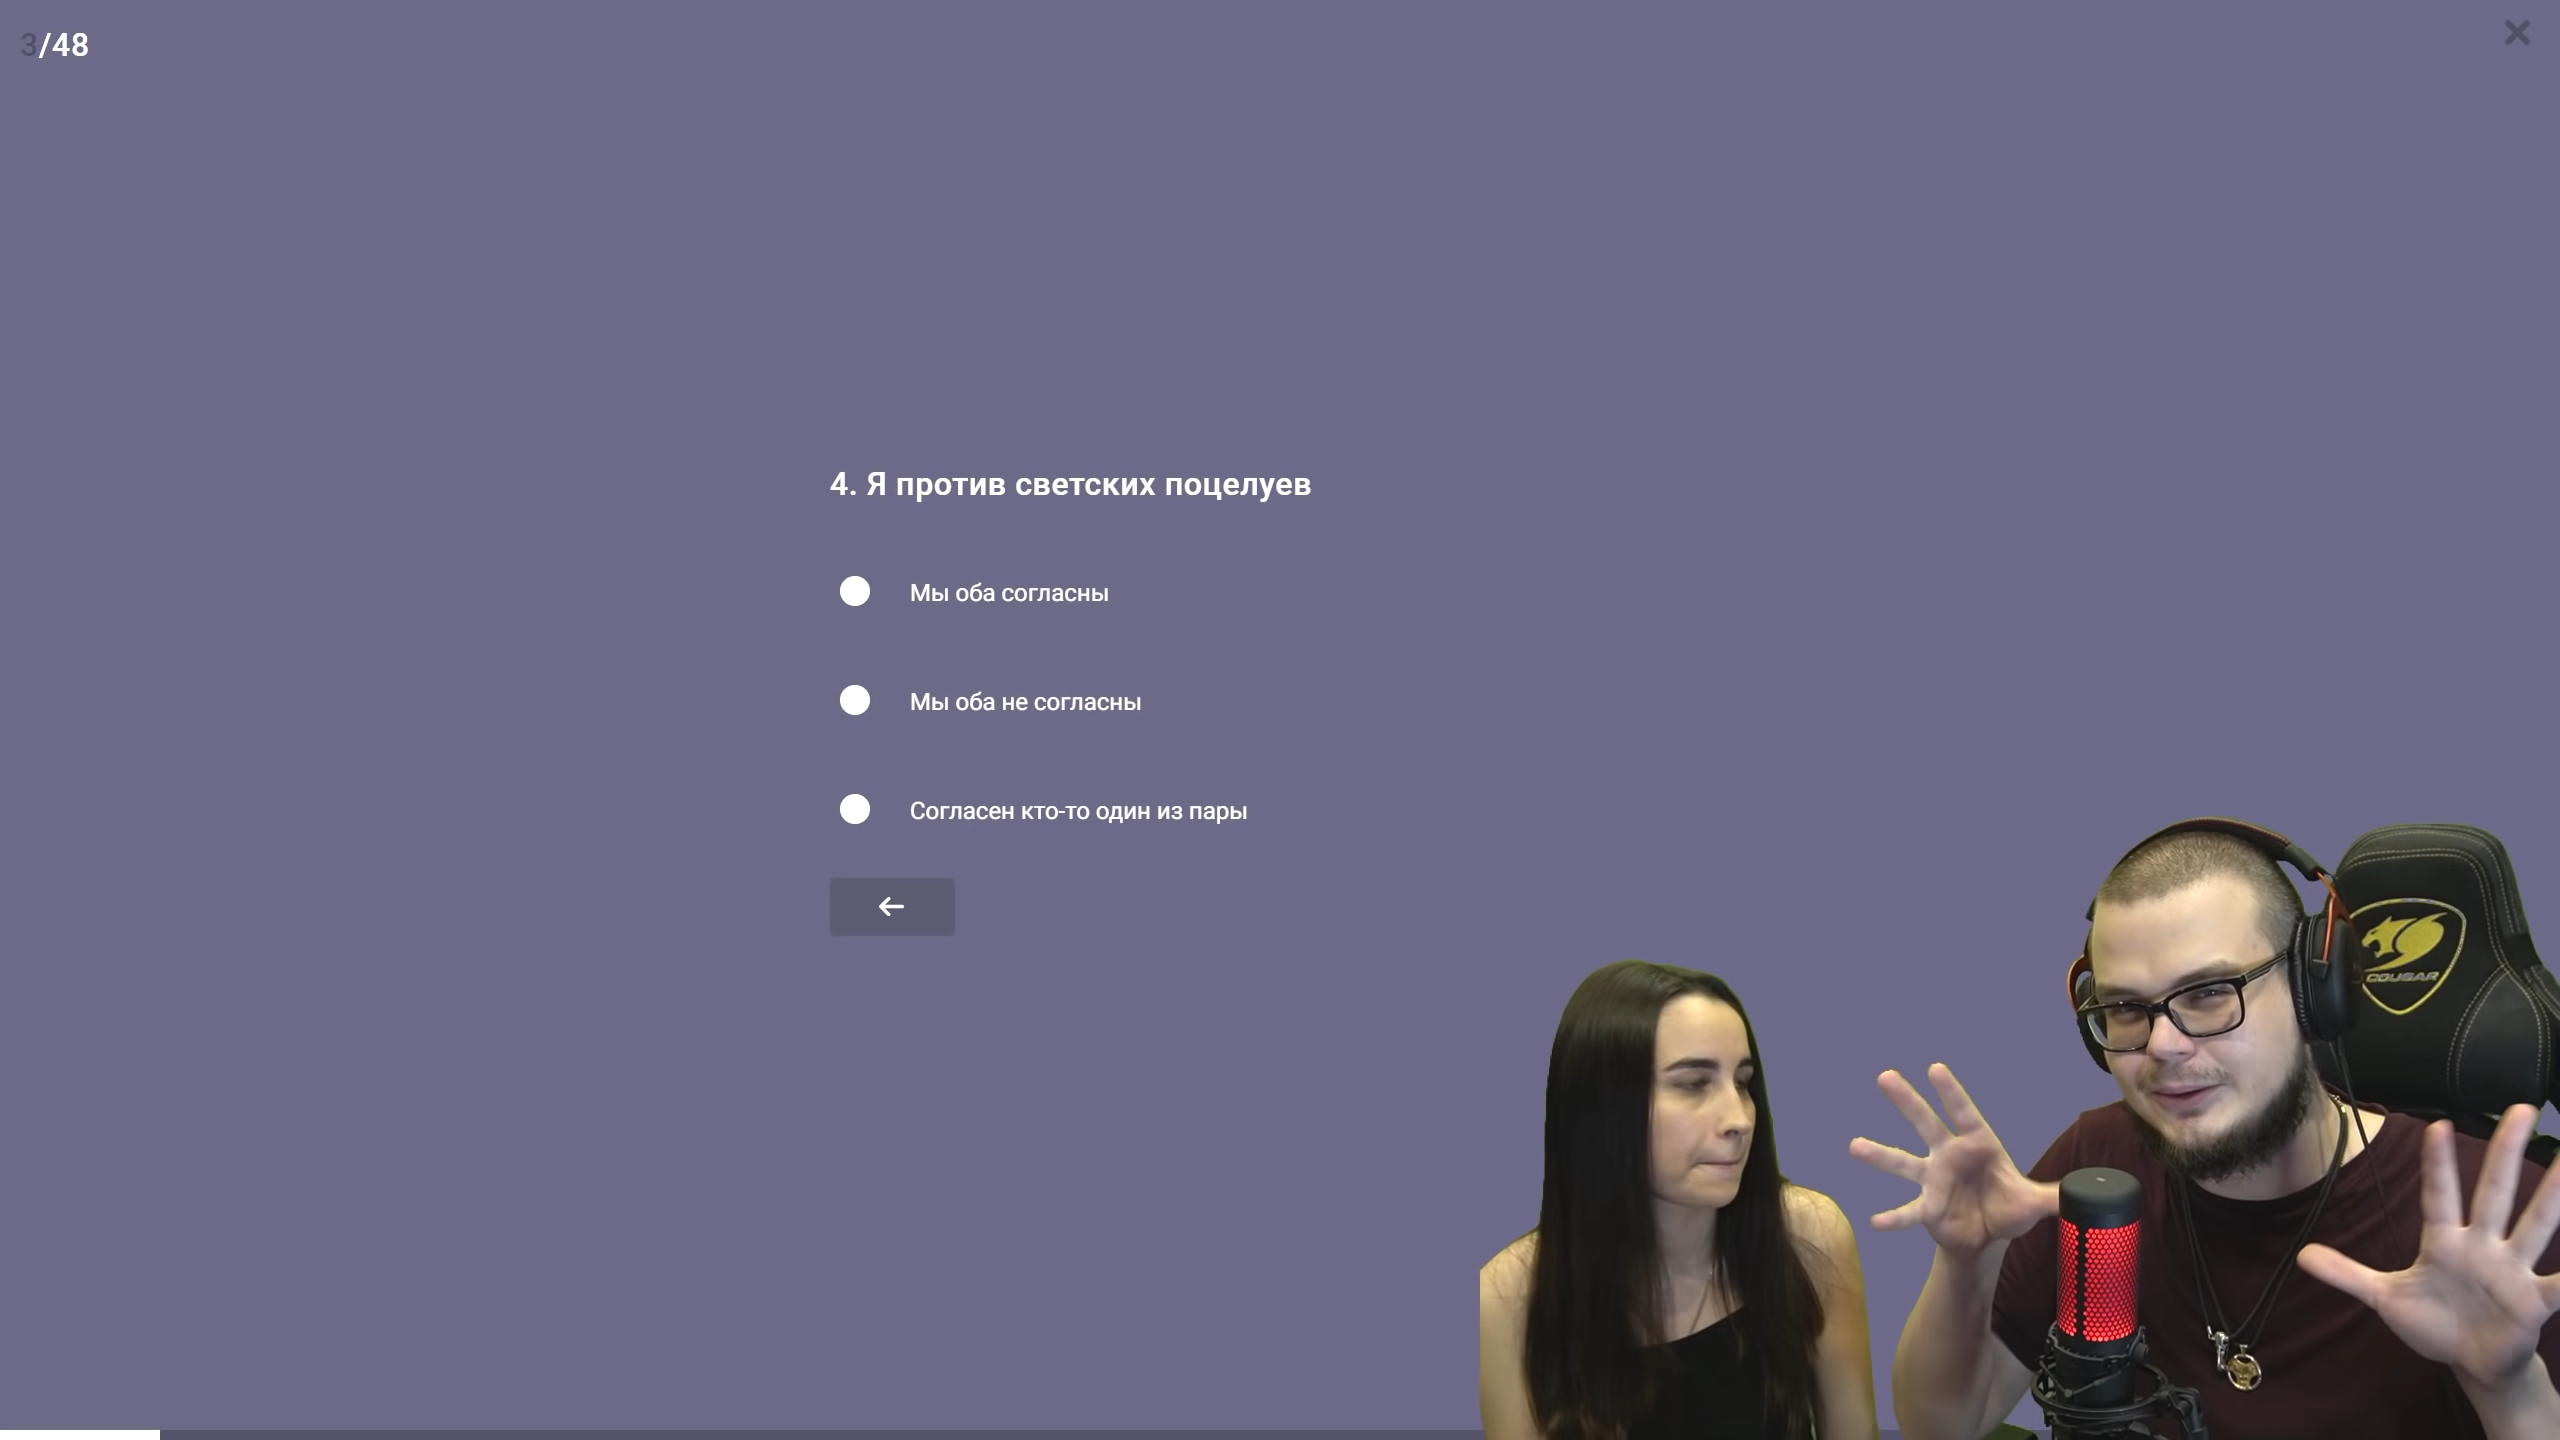 3/48
4. Я против светских поцелуев
Мы оба согласны
Мы оба не согласны
Согласен кто-то один из пары
COUGAR